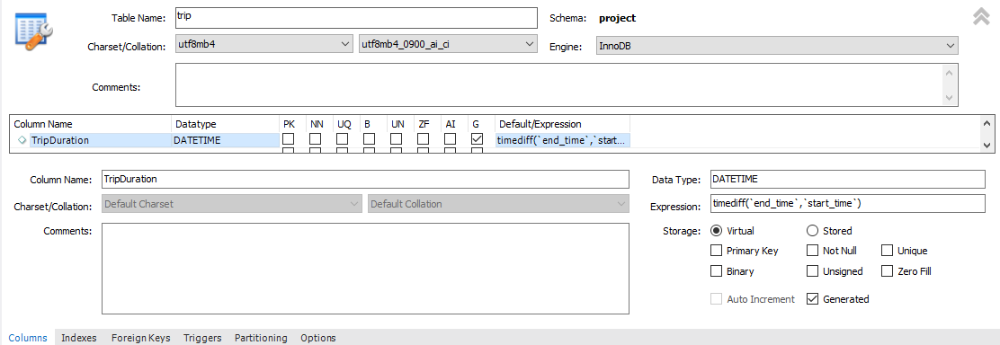 Table Name: trip Schema: project
Charset/Collation: utf8mb4 utf8mb4_0900_ai_ci Engine: InnoDB
Comments:
Column Name Datatype PK NN UQ B UN ZF AI G Default/Expression
TripDuration DATETIME timediff(`end_time`,`start...
Column Name: TripDuration Data Type: DATETIME
Charset/Collation: Default Charset Default Collation Expression: timediff(`end_time`,`start_time`)
Comments: Storage: Virtual Stored
Primary Key Not Null Unique
Binary Unsigned Zero Fill
Auto Increment Generated
Columns Indexes Foreign Keys Triggers Partitioning Options